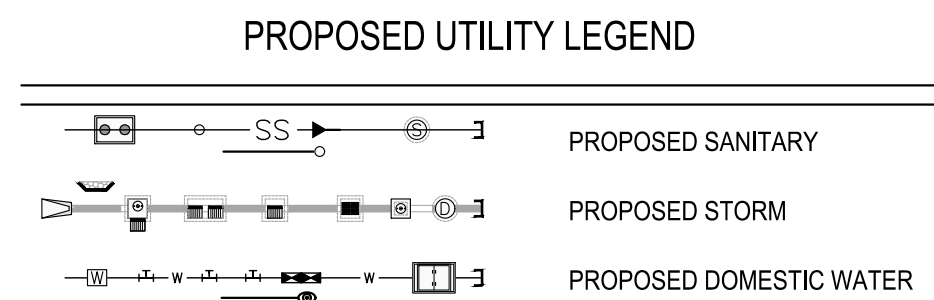 PROPOSED UTILITY LEGEND
SS S PROPOSED SANITARY
D PROPOSED STORM
W W W PROPOSED DOMESTIC WATER